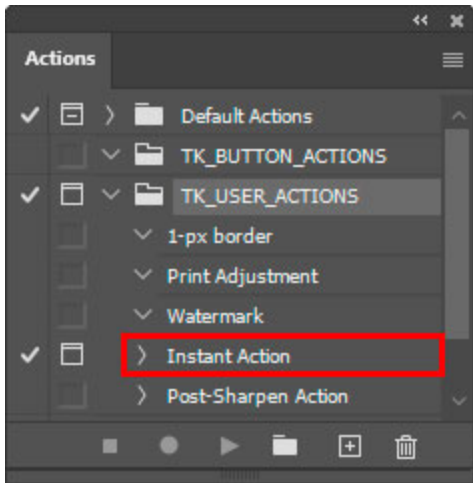 Actions
Default Actions
TK_BUTTON_ACTIONS
TK_USER_ACTIONS
1-px border
Print Adjustment
Watermark
Instant Action
Post-Sharpen Action